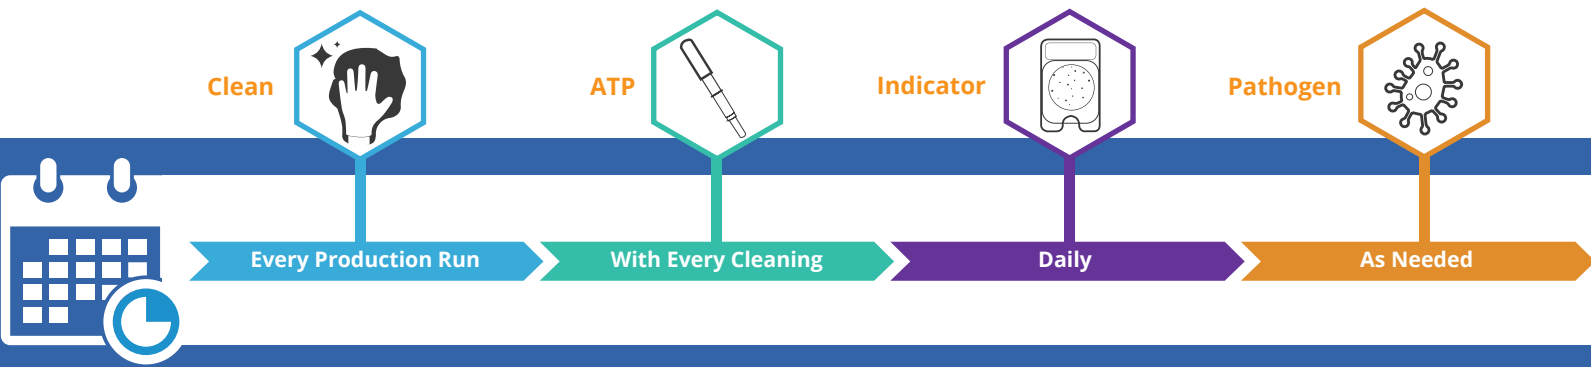 Clean
ATP
Indicator
Pathogen
Every Production Run
With Every Cleaning
Daily
As Needed